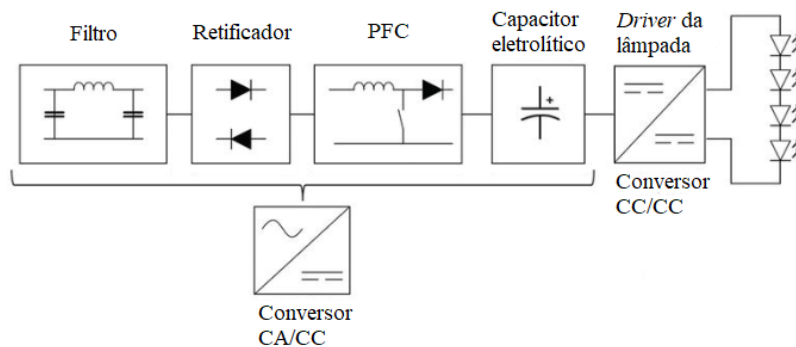 Filtro
Retificador
PFC
Capacitor
eletrolítico
Driver da
lâmpada
Conversor
CC/CC
Conversor
CA/CC